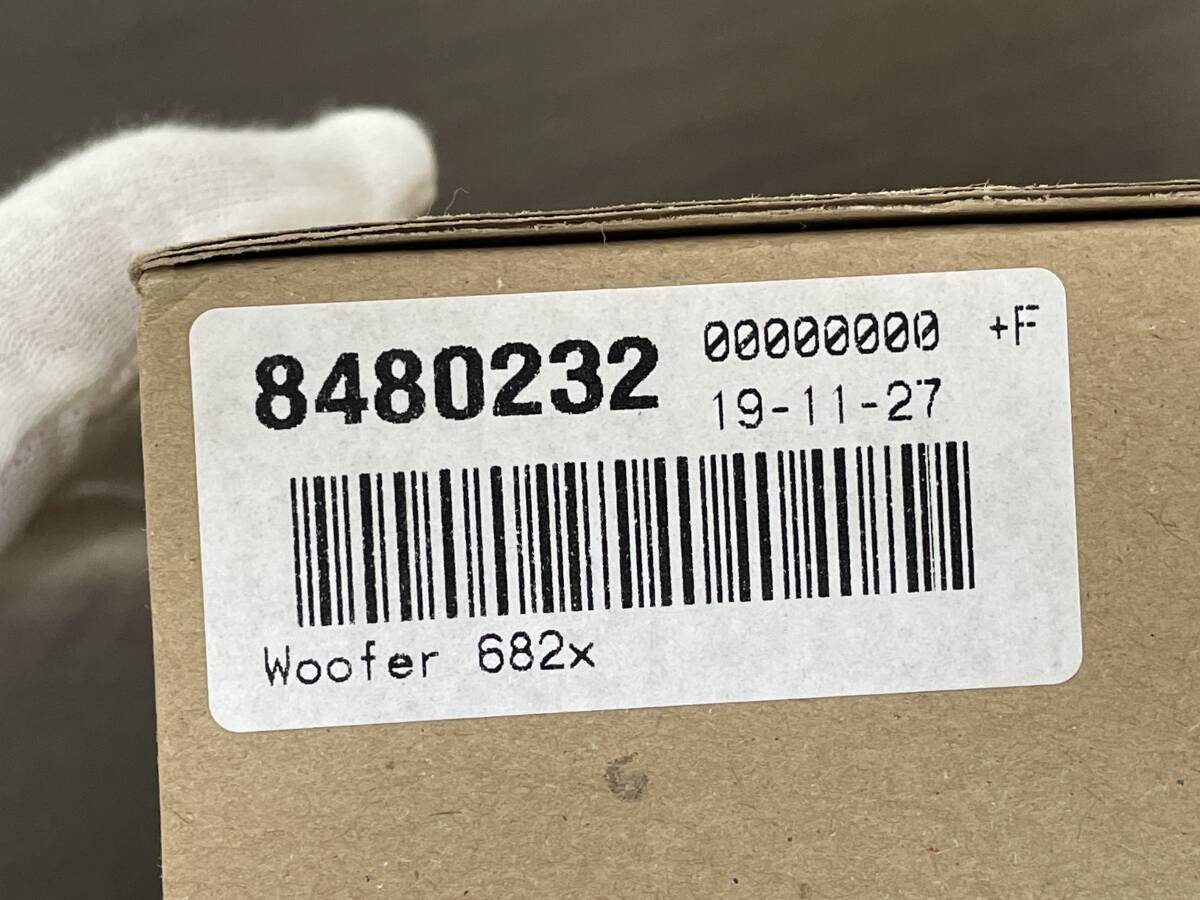 8480232
00000000 +F
19-11-27
Woofer 682x